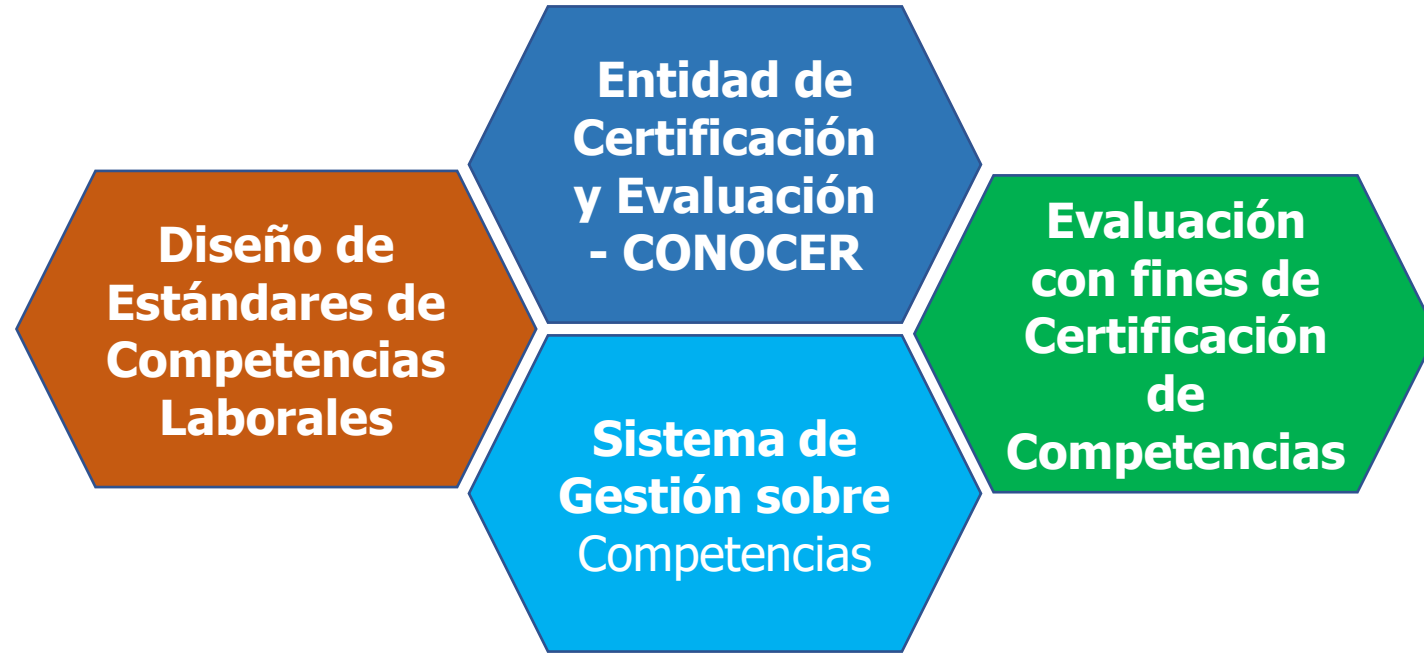 Entidad de
Certificación
y Evaluación
- CONOCER
Diseño de
Estándares de
Competencias
Laborales
Evaluación
con fines de
Certificación
de
Competencias
Sistema de
Gestión sobre
Competencias